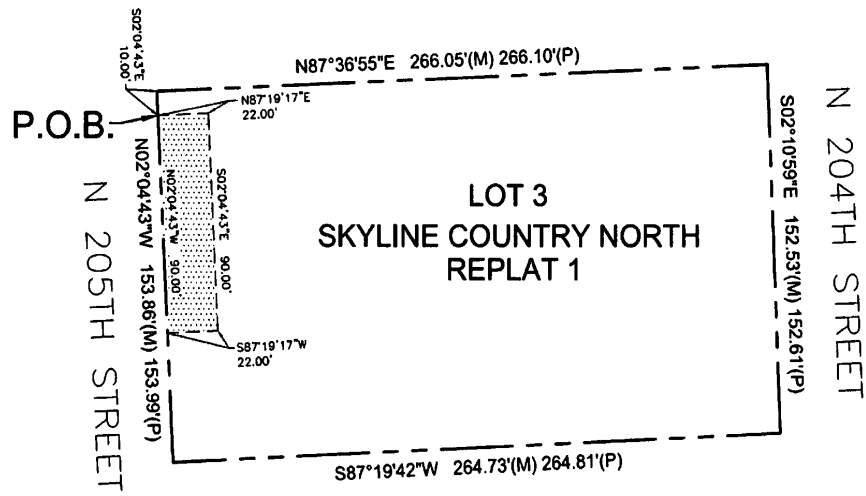 S02°04'43"E
10.00'
N87°36'55"E 266.05'(M) 266.10'(P)
N87°19'17"E
22.00'
P.O.B.
N 205TH STREET
N02°04'43"W 153.86'(M) 153.99'(P)
N02°04'43"W 90.00'
S02°04'43"E 90.00'
LOT 3
SKYLINE COUNTRY NORTH
REPLAT 1
S02°10'59"E 152.53'(M) 152.61'(P)
N 204TH STREET
S87°19'17"W
22.00'
S87°19'42"W 264.73'(M) 264.81'(P)